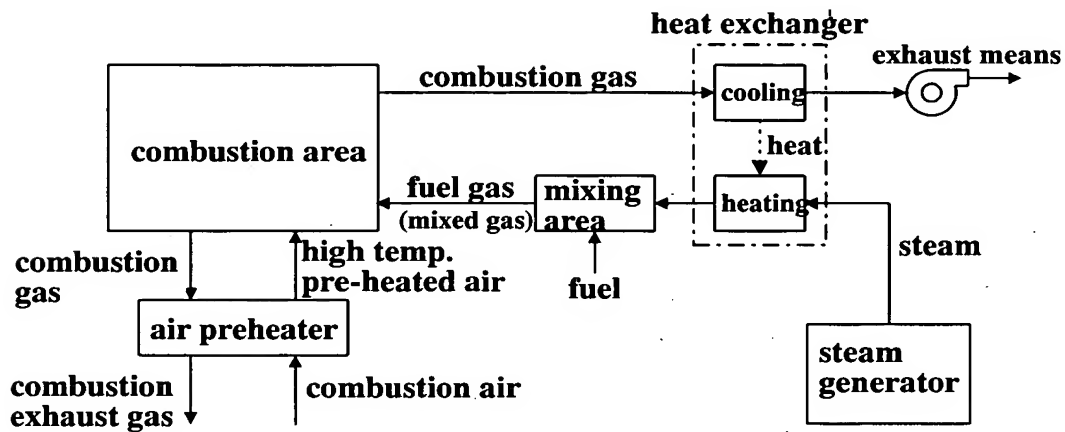 heat exchanger
exhaust means
combustion gas
cooling
combustion area
heat
fuel gas
(mixed gas)
mixing
area
heating
steam
combustion
gas
high temp.
pre-heated air
fuel
air preheater
steam
generator
combustion
exhaust gas
combustion air